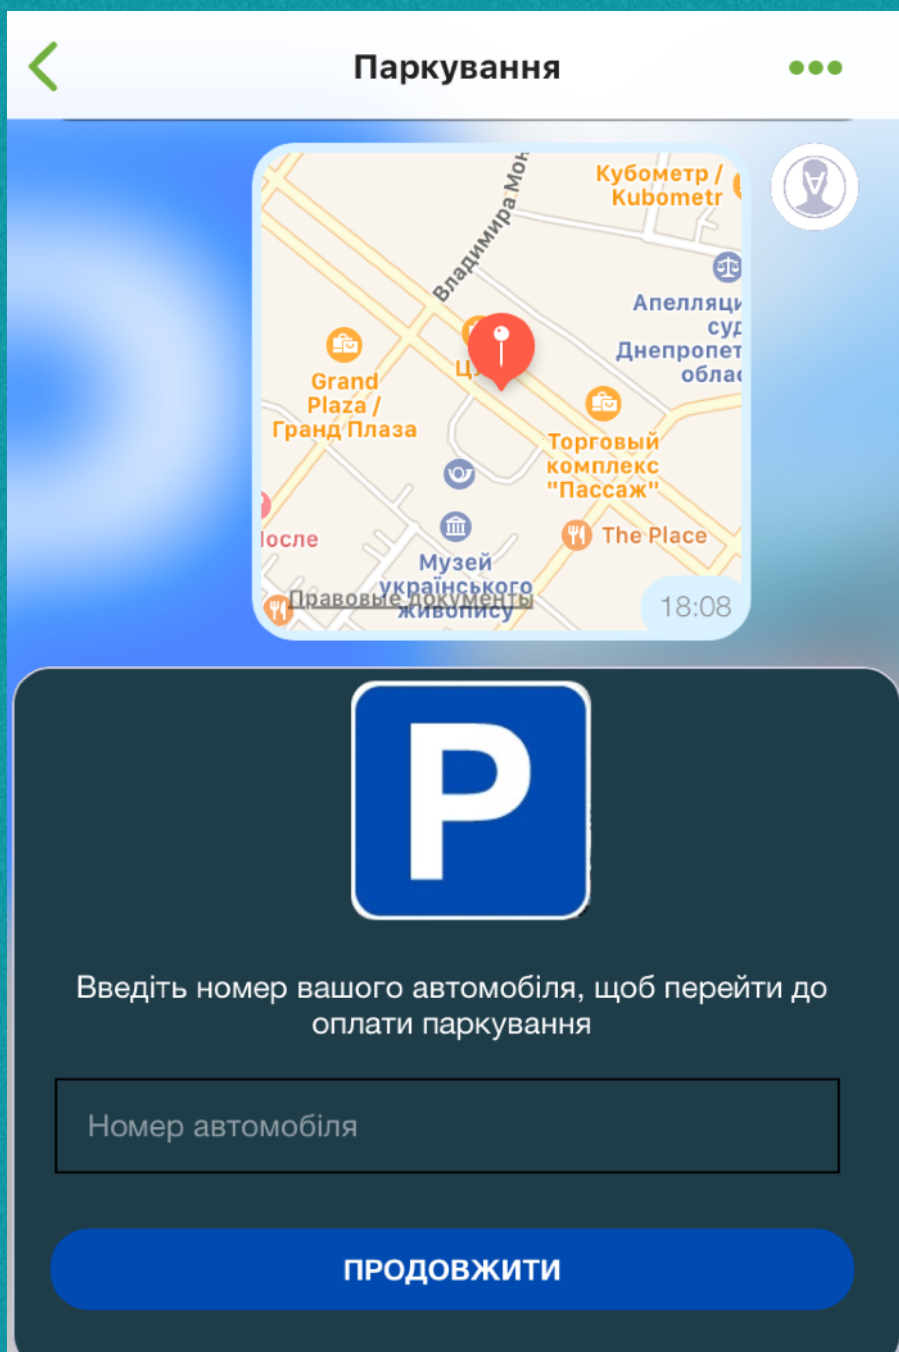 Паркування
Кубометр /
Kubometr
Владимира Мон
Апелляци
суд
Днепропет
облас
Grand
Plaza /
Гранд Плаза
Торговый
комплекс
"Пассаж"
The Place
Музей
українського
живопису
Правовые документы
18:08
P
Введіть номер вашого автомобіля, щоб перейти до
оплати паркування
Номер автомобіля
ПРОДОВЖИТИ